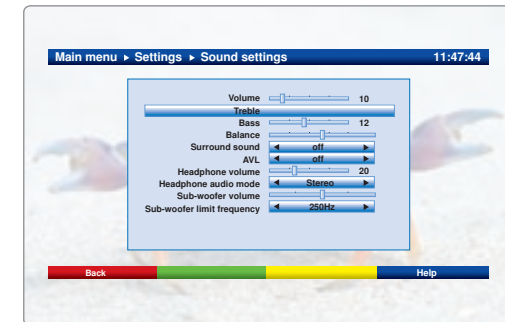 Main menu ▸ Settings ▸ Sound settings 11:47:44
Volume 10
Treble
Bass 12
Balance
Surround sound ◄ off ►
AVL ◄ off ►
Headphone volume 20
Headphone audio mode ◄ Stereo ►
Sub-woofer volume
Sub-woofer limit frequency ◄ 250Hz ►
Back Help